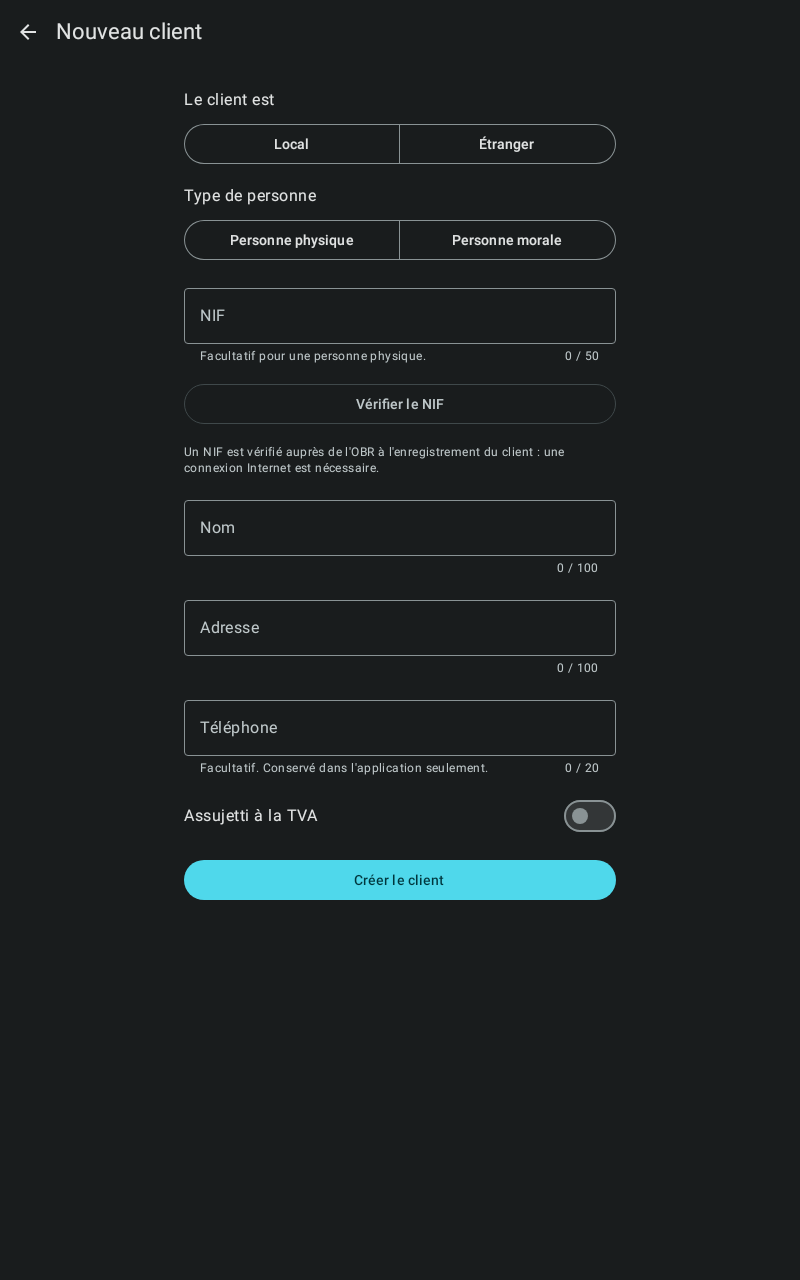 Nouveau client
Le client est
Local
Étranger
Type de personne
Personne physique
Personne morale
NIF
Facultatif pour une personne physique.
0 / 50
Vérifier le NIF
Un NIF est vérifié auprès de l'OBR à l'enregistrement du client : une
connexion Internet est nécessaire.
Nom
0 / 100
Adresse
0 / 100
Téléphone
Facultatif. Conservé dans l'application seulement.
0 / 20
Assujetti à la TVA
Créer le client